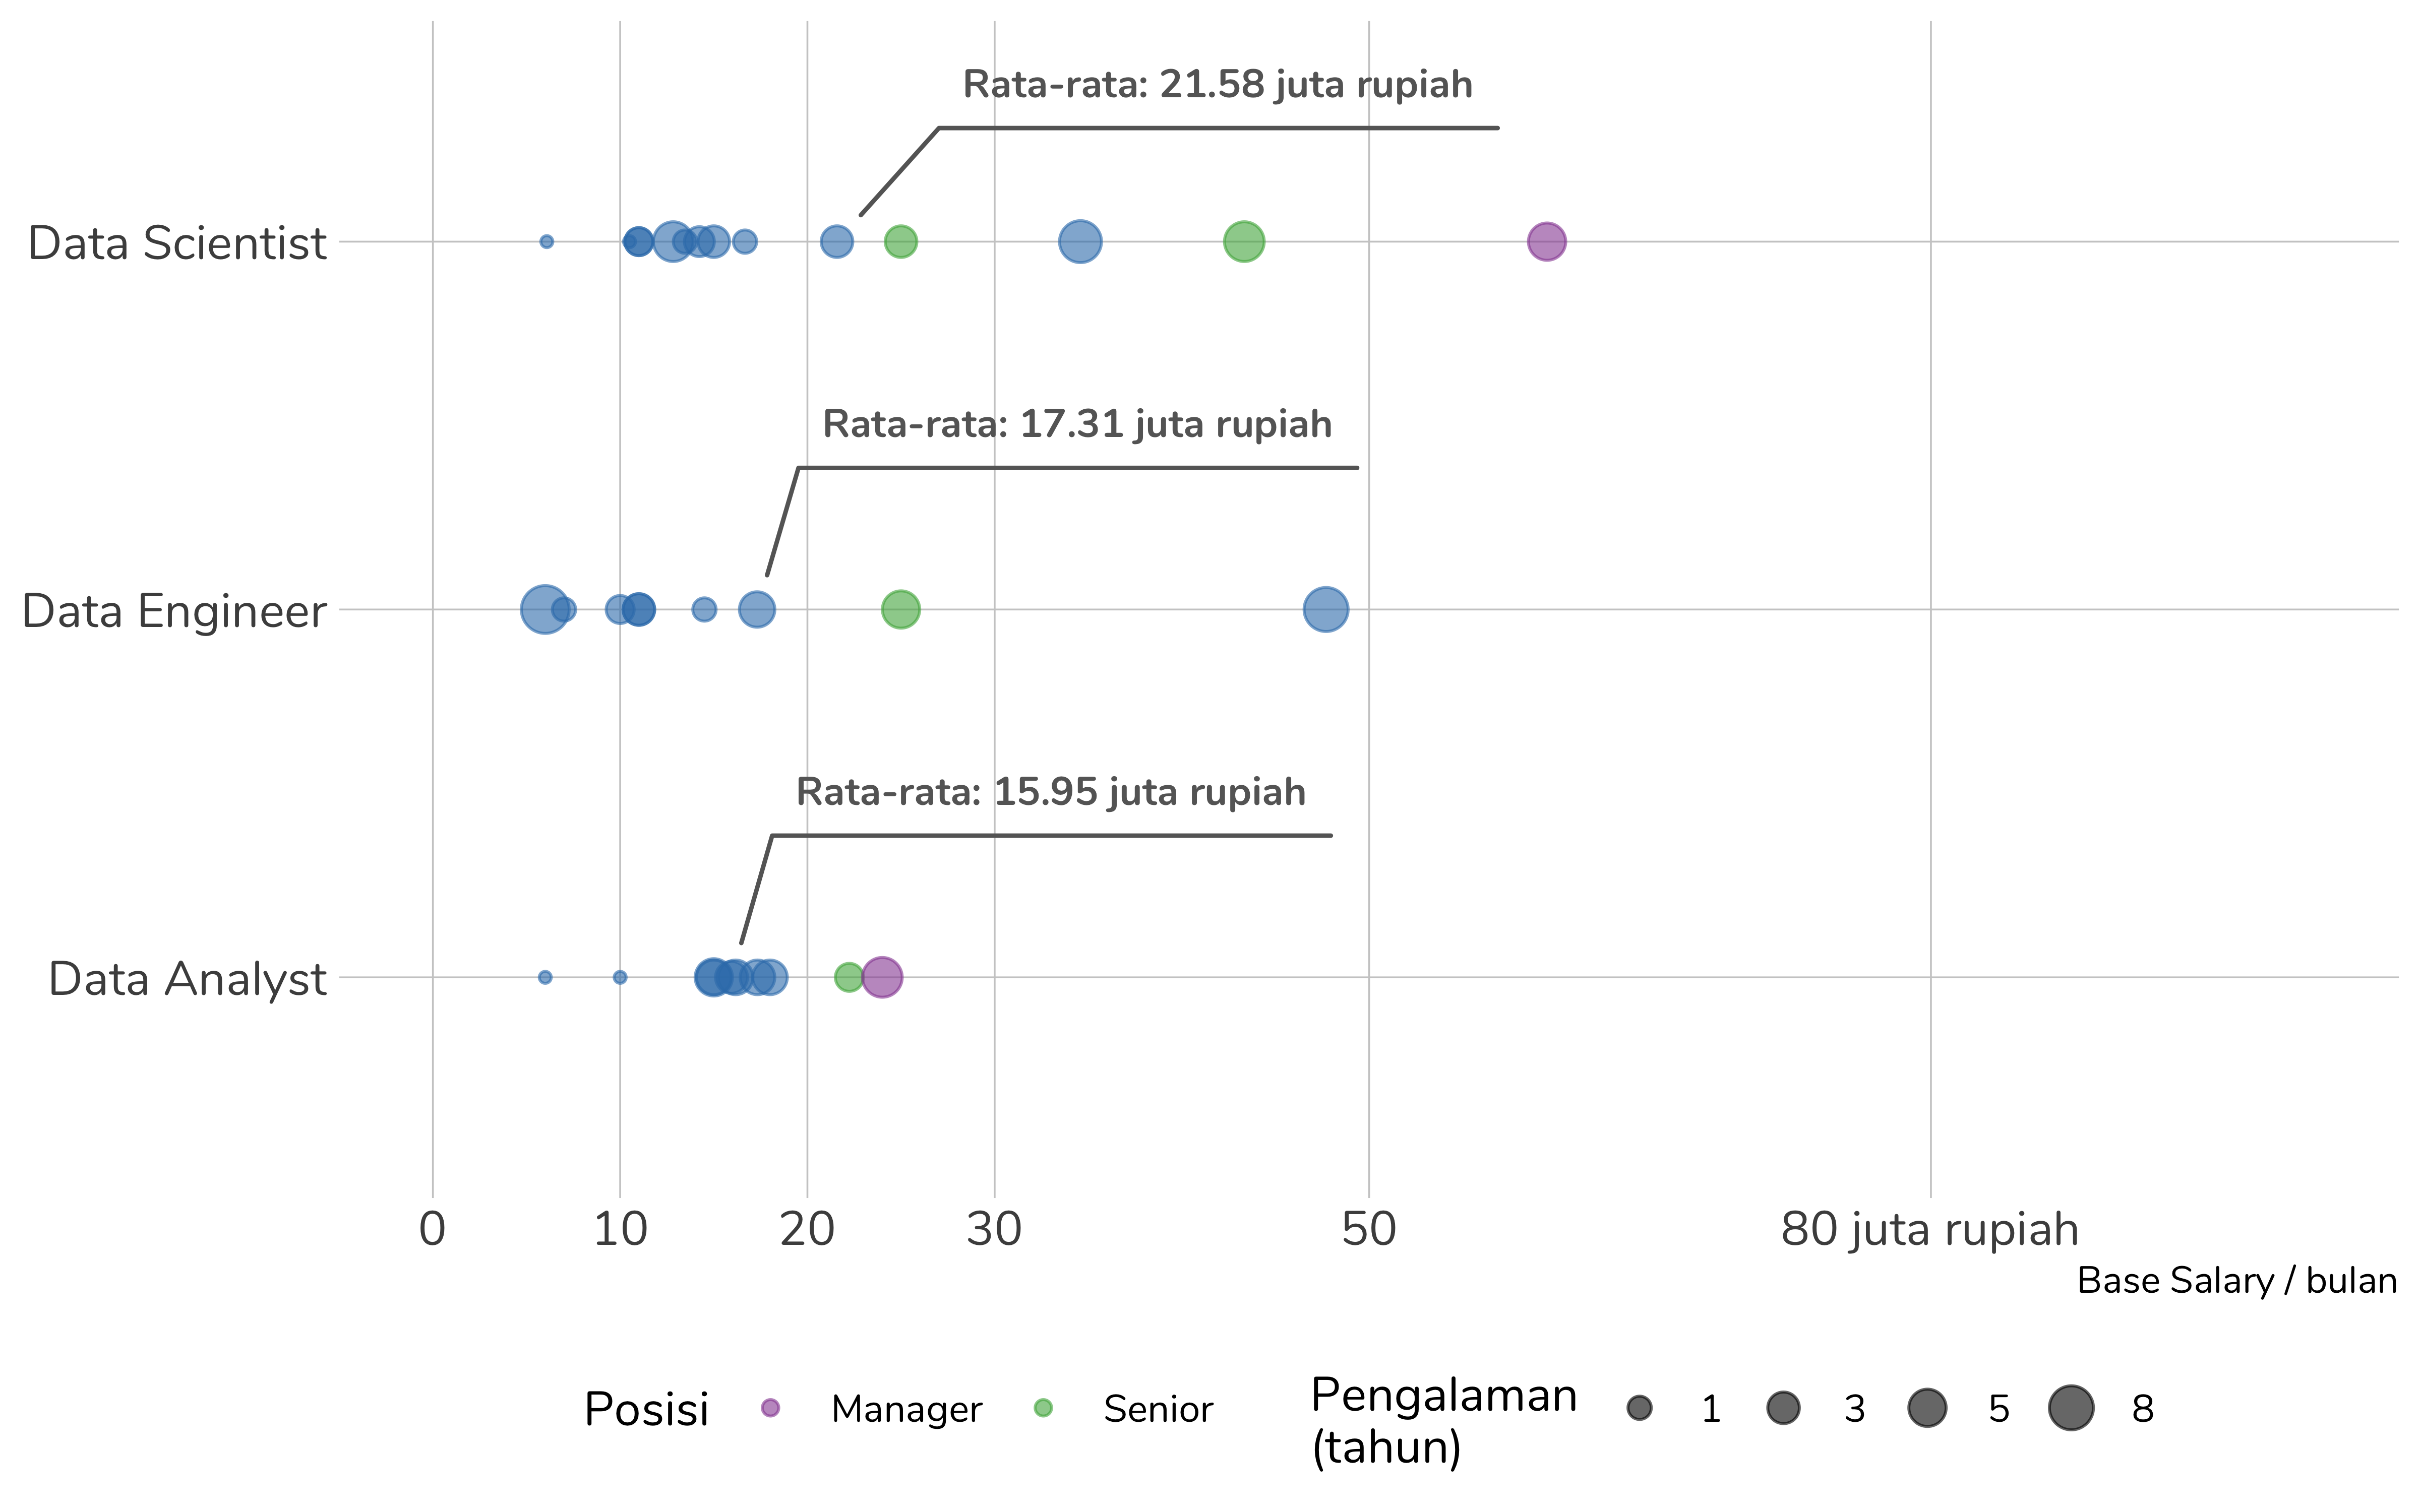 Rata-rata: 21.58 juta rupiah
Data Scientist
Rata-rata: 17.31 juta rupiah
Data Engineer
Rata-rata: 15.95 juta rupiah
Data Analyst
0 10 20 30 50 80 juta rupiah
Base Salary / bulan
Posisi Manager Senior
Pengalaman
(tahun)
1 3 5 8